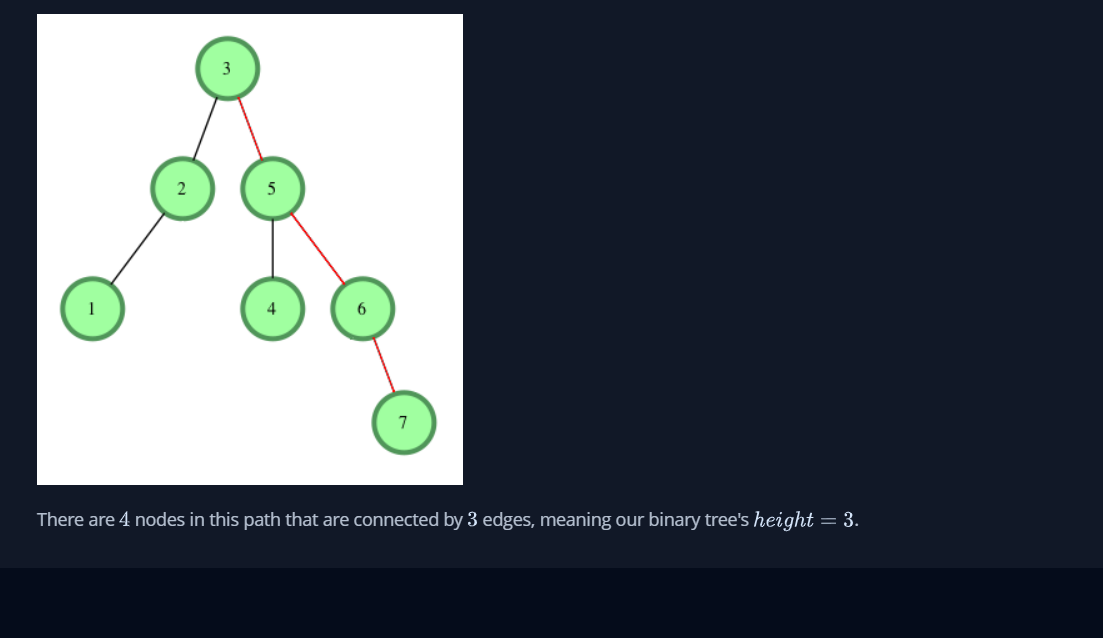 3
2 5
1 4 6
7
There are 4 nodes in this path that are connected by 3 edges, meaning our binary tree's height = 3.